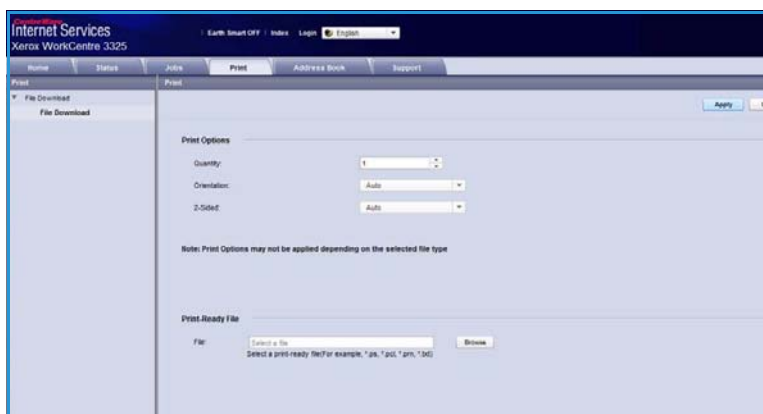 CentreWare
Internet Services
Xerox WorkCentre 3325
Earth Smart OFF Index Login English
Home Status Jobs Print Address Book Support
Print Print
File Download
File Download
Apply
Print Options
Quantity: 1
Orientation: Auto
2-Sided: Auto
Note: Print Options may not be applied depending on the selected file type
Print-Ready File
File: Select a file Browse
Select a print-ready file(For example, *.ps, *.pcl, *.prn, *.txt)